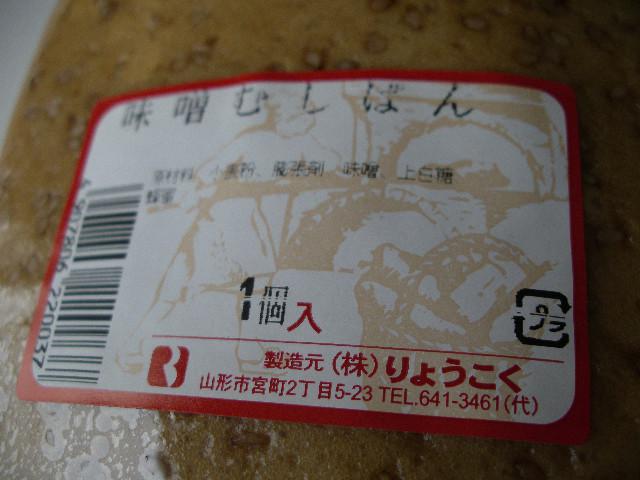 味噌むしぱん
原材料 小麦粉、膨張剤 味噌、上白糖
蜂蜜
4967806 220037
1個入
プラ
製造元 (株)りょうこく
山形市宮町2丁目5-23 TEL.641-3461(代)